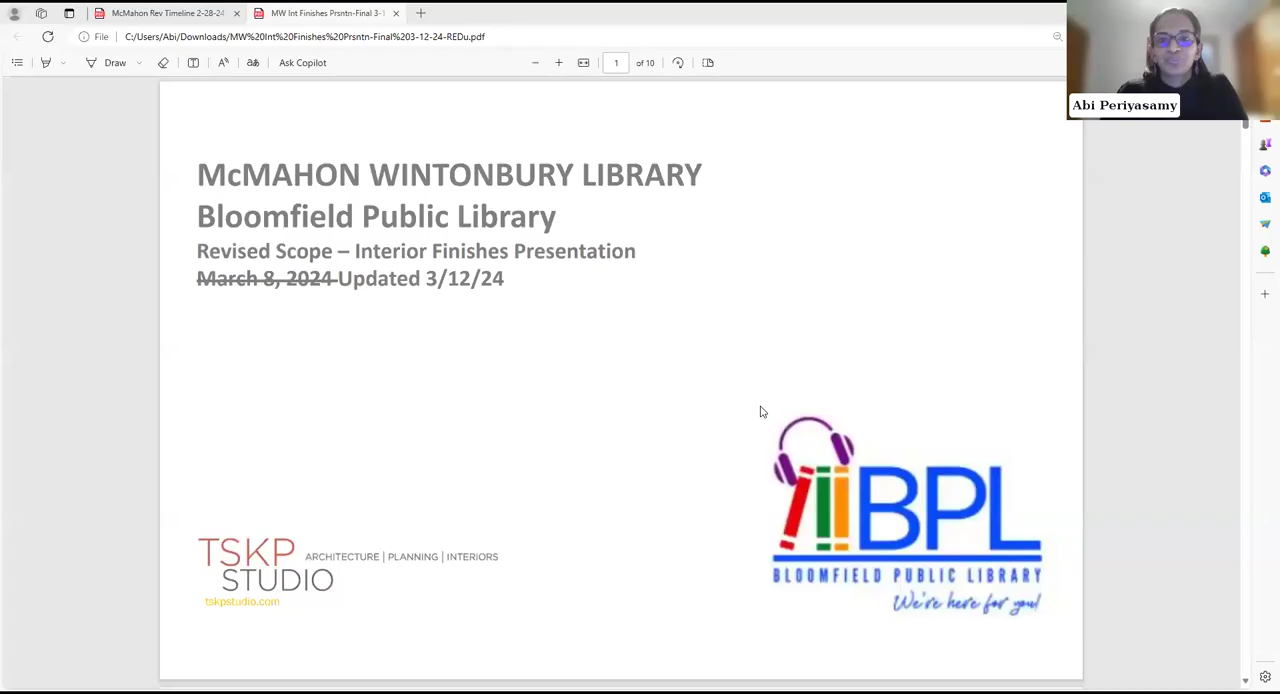 McMahon Rev Timeline 2-28-24
MW Int Finishes Prsntn-Final 3-1
File
C:/Users/Abi/Downloads/MW%20Int%20Finishes%20Prsntn-Final%203-12-24-REDu.pdf
Draw
aあ
Ask Copilot
1
of 10
Abi Periyasamy
McMAHON WINTONBURY LIBRARY
Bloomfield Public Library
Revised Scope – Interior Finishes Presentation
March 8, 2024 Updated 3/12/24
BPL
BLOOMFIELD PUBLIC LIBRARY
We're here for you!
TSKP
STUDIO
ARCHITECTURE | PLANNING | INTERIORS
tskpstudio.com